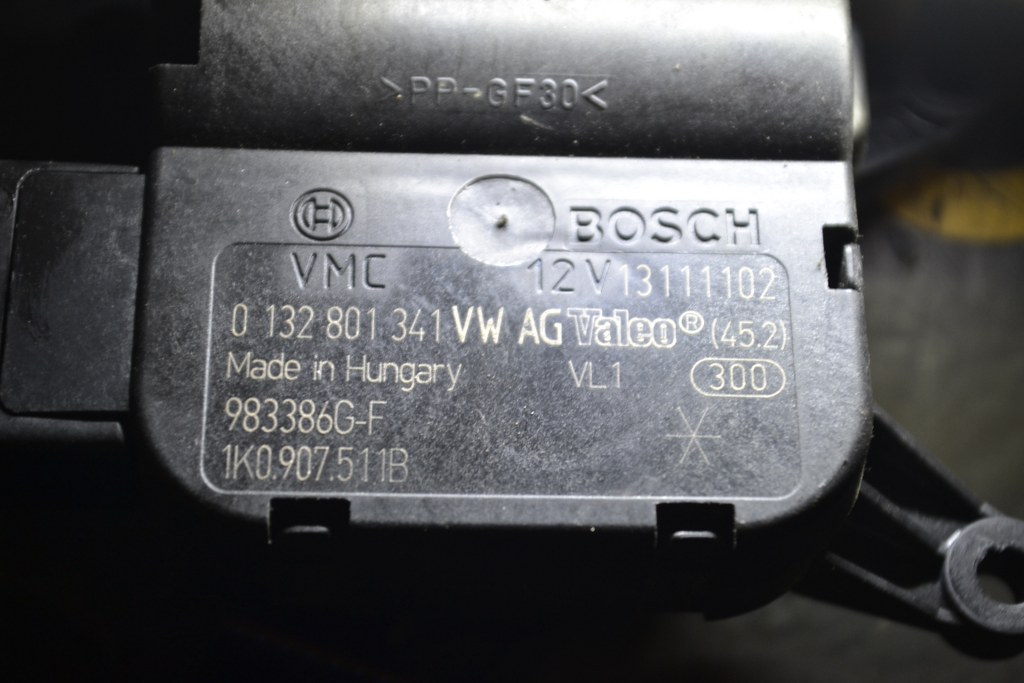 >PP-GF30<
BOSCH
VMC 12V 13111102
0 132 801 341 VW AG Valeo® (45.2)
Made in Hungary VL1 300
983386G-F
1K0.907.511B